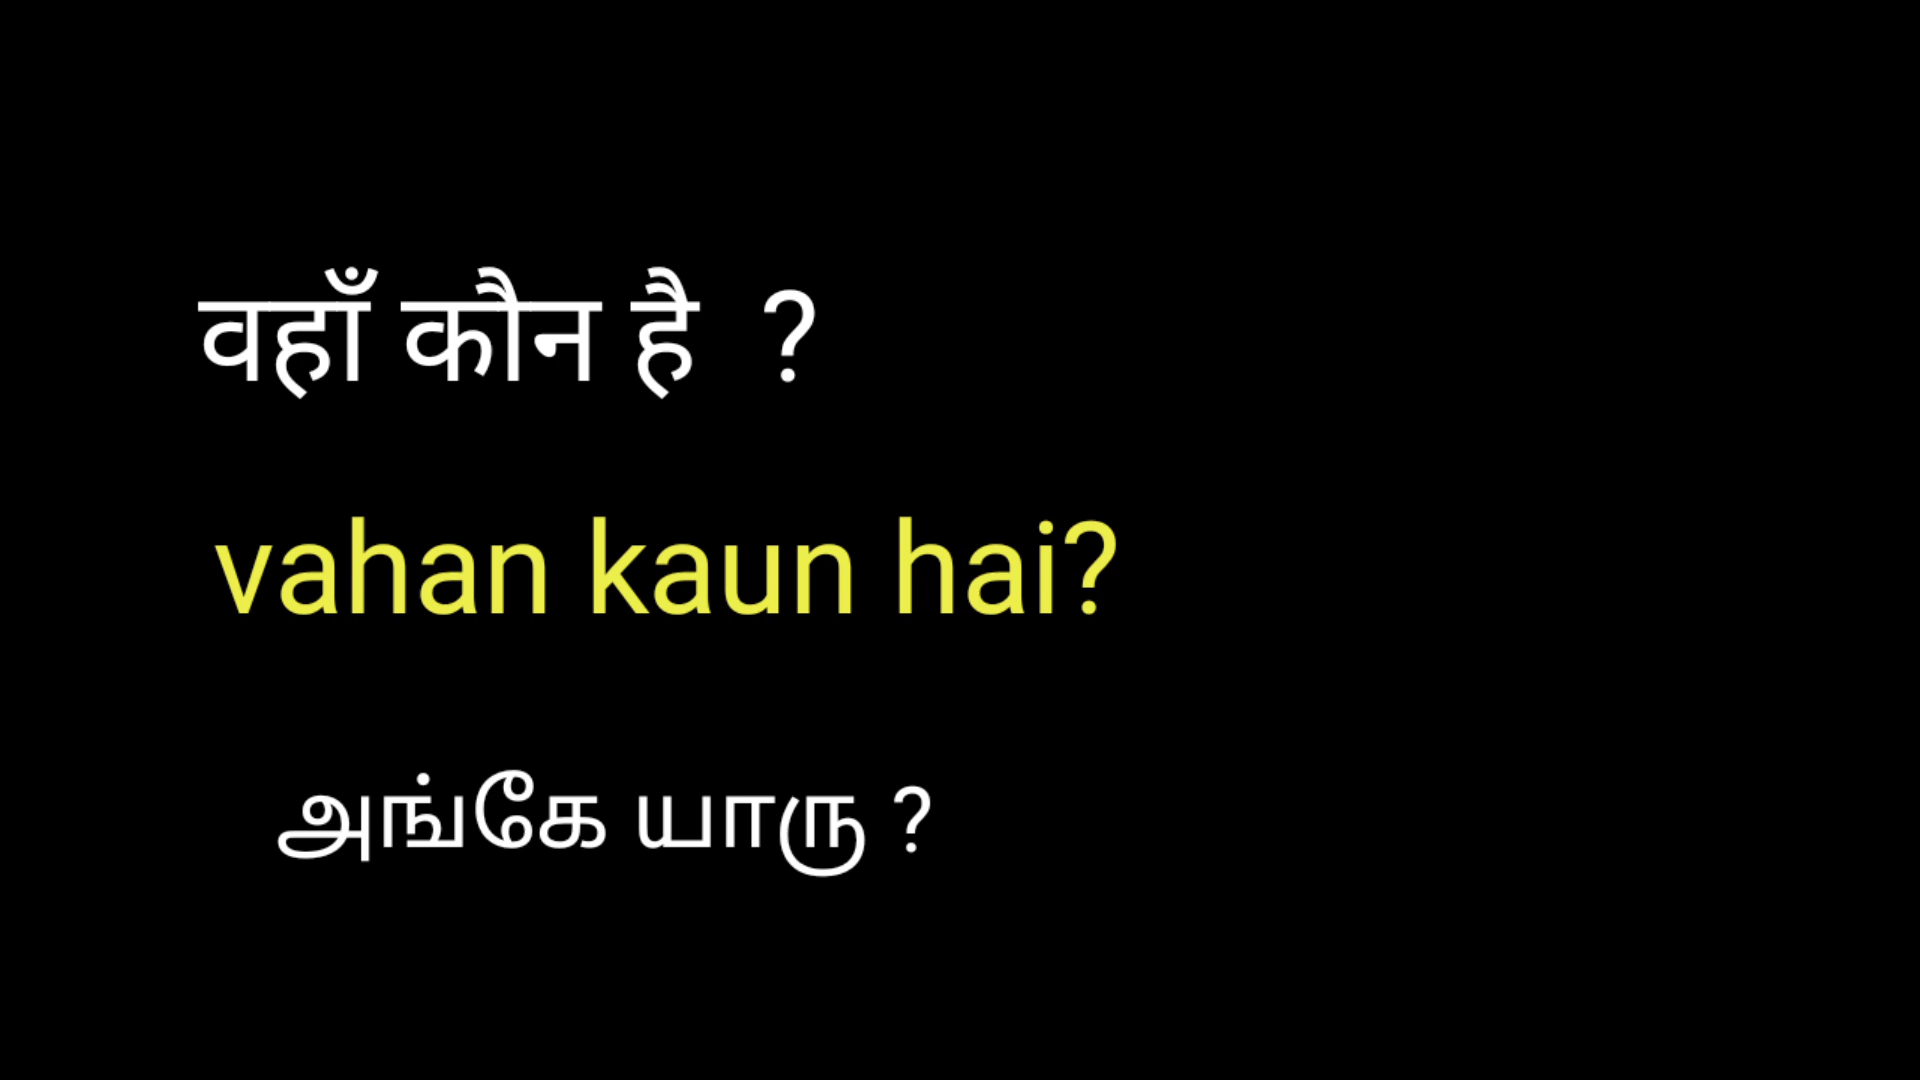 वहाँ कौन है  ?
vahan kaun hai?
அங்கே யாரு ?